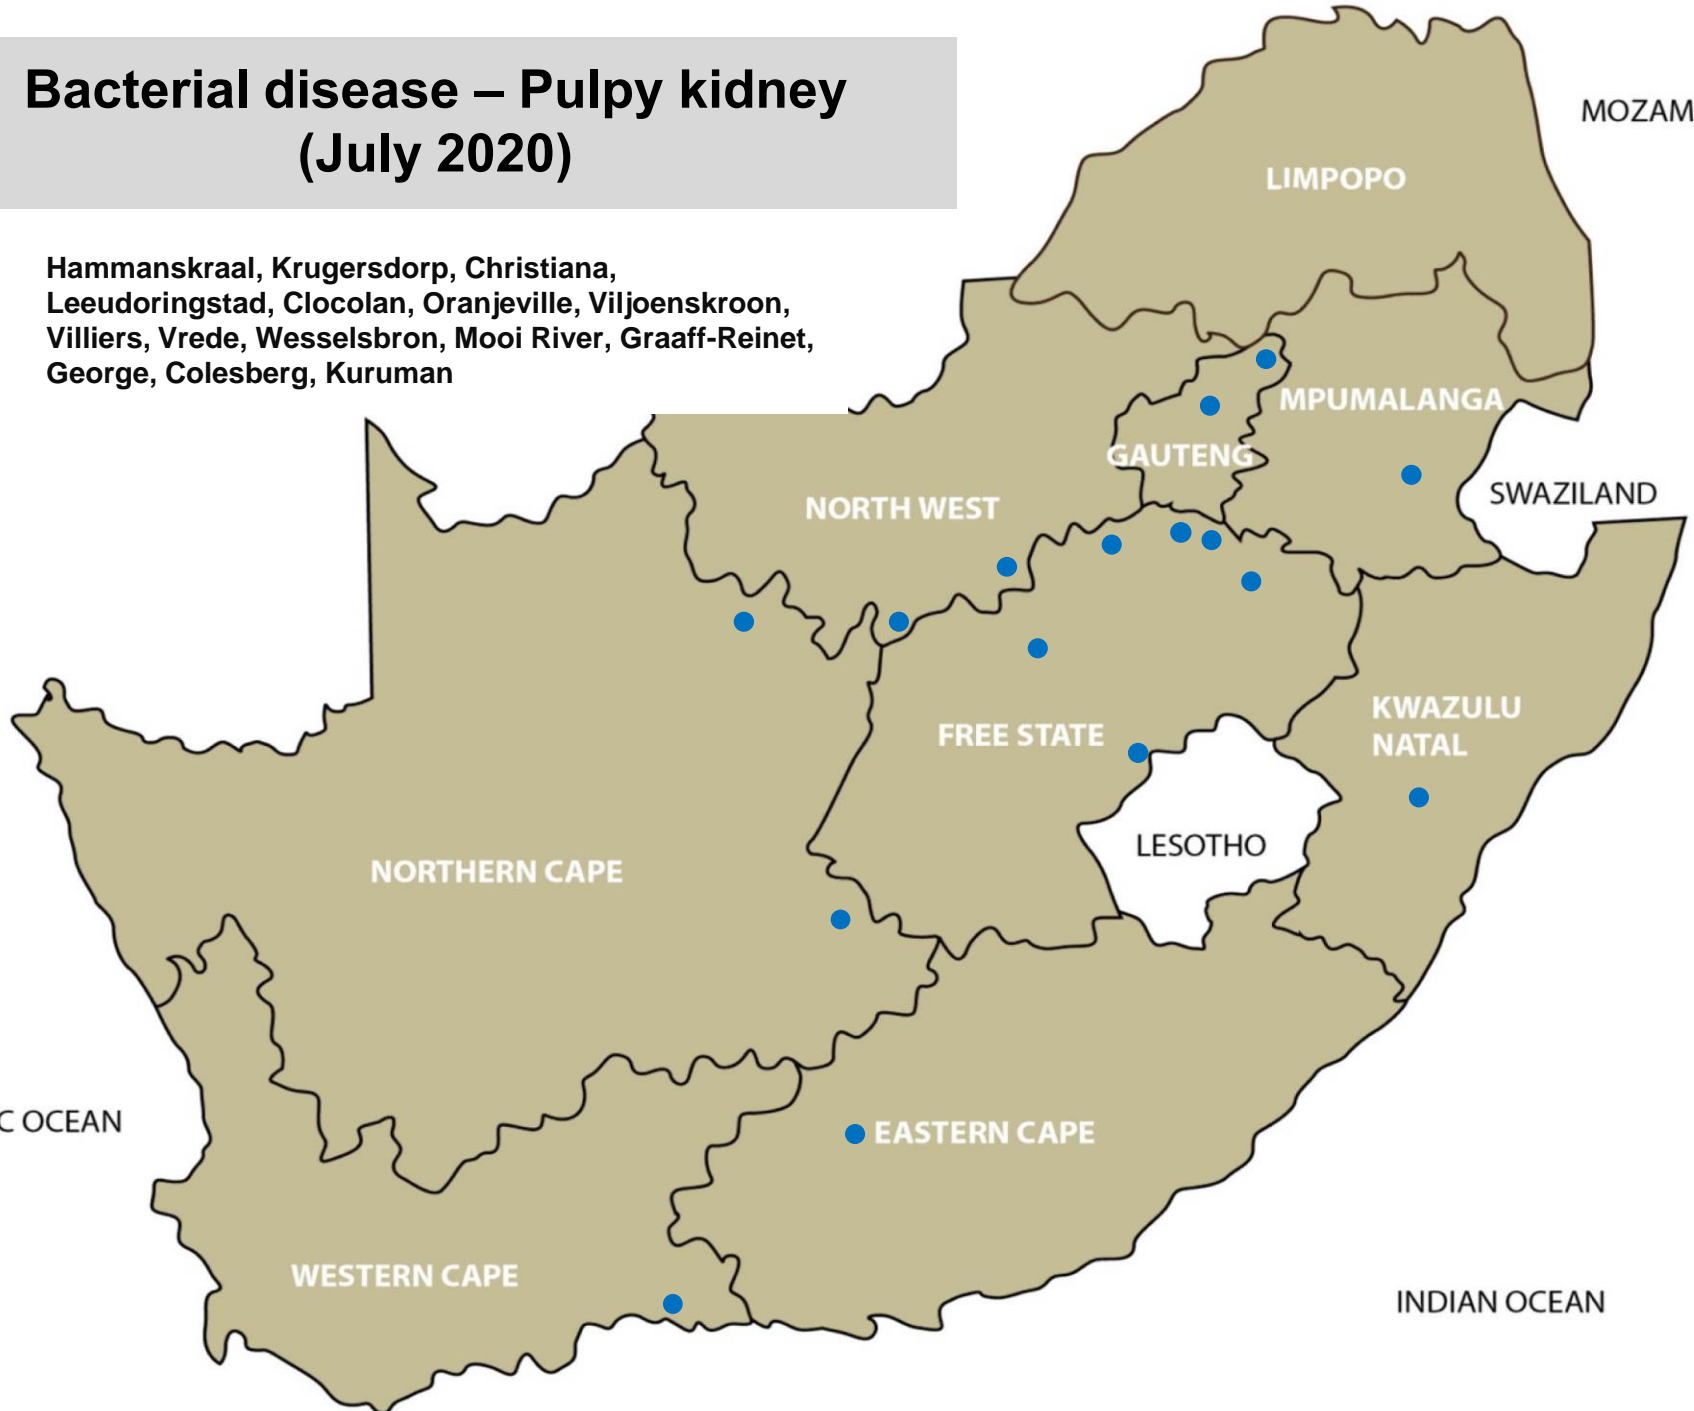 Bacterial disease – Pulpy kidney
(July 2020)
Hammanskraal, Krugersdorp, Christiana,
Leeudoringstad, Clocolan, Oranjeville, Viljoenskroon,
Villiers, Vrede, Wesselsbron, Mooi River, Graaff-Reinet,
George, Colesberg, Kuruman
MOZAM
LIMPOPO
MPUMALANGA
GAUTENG
SWAZILAND
NORTH WEST
KWAZULU
NATAL
FREE STATE
LESOTHO
NORTHERN CAPE
C OCEAN
EASTERN CAPE
WESTERN CAPE
INDIAN OCEAN